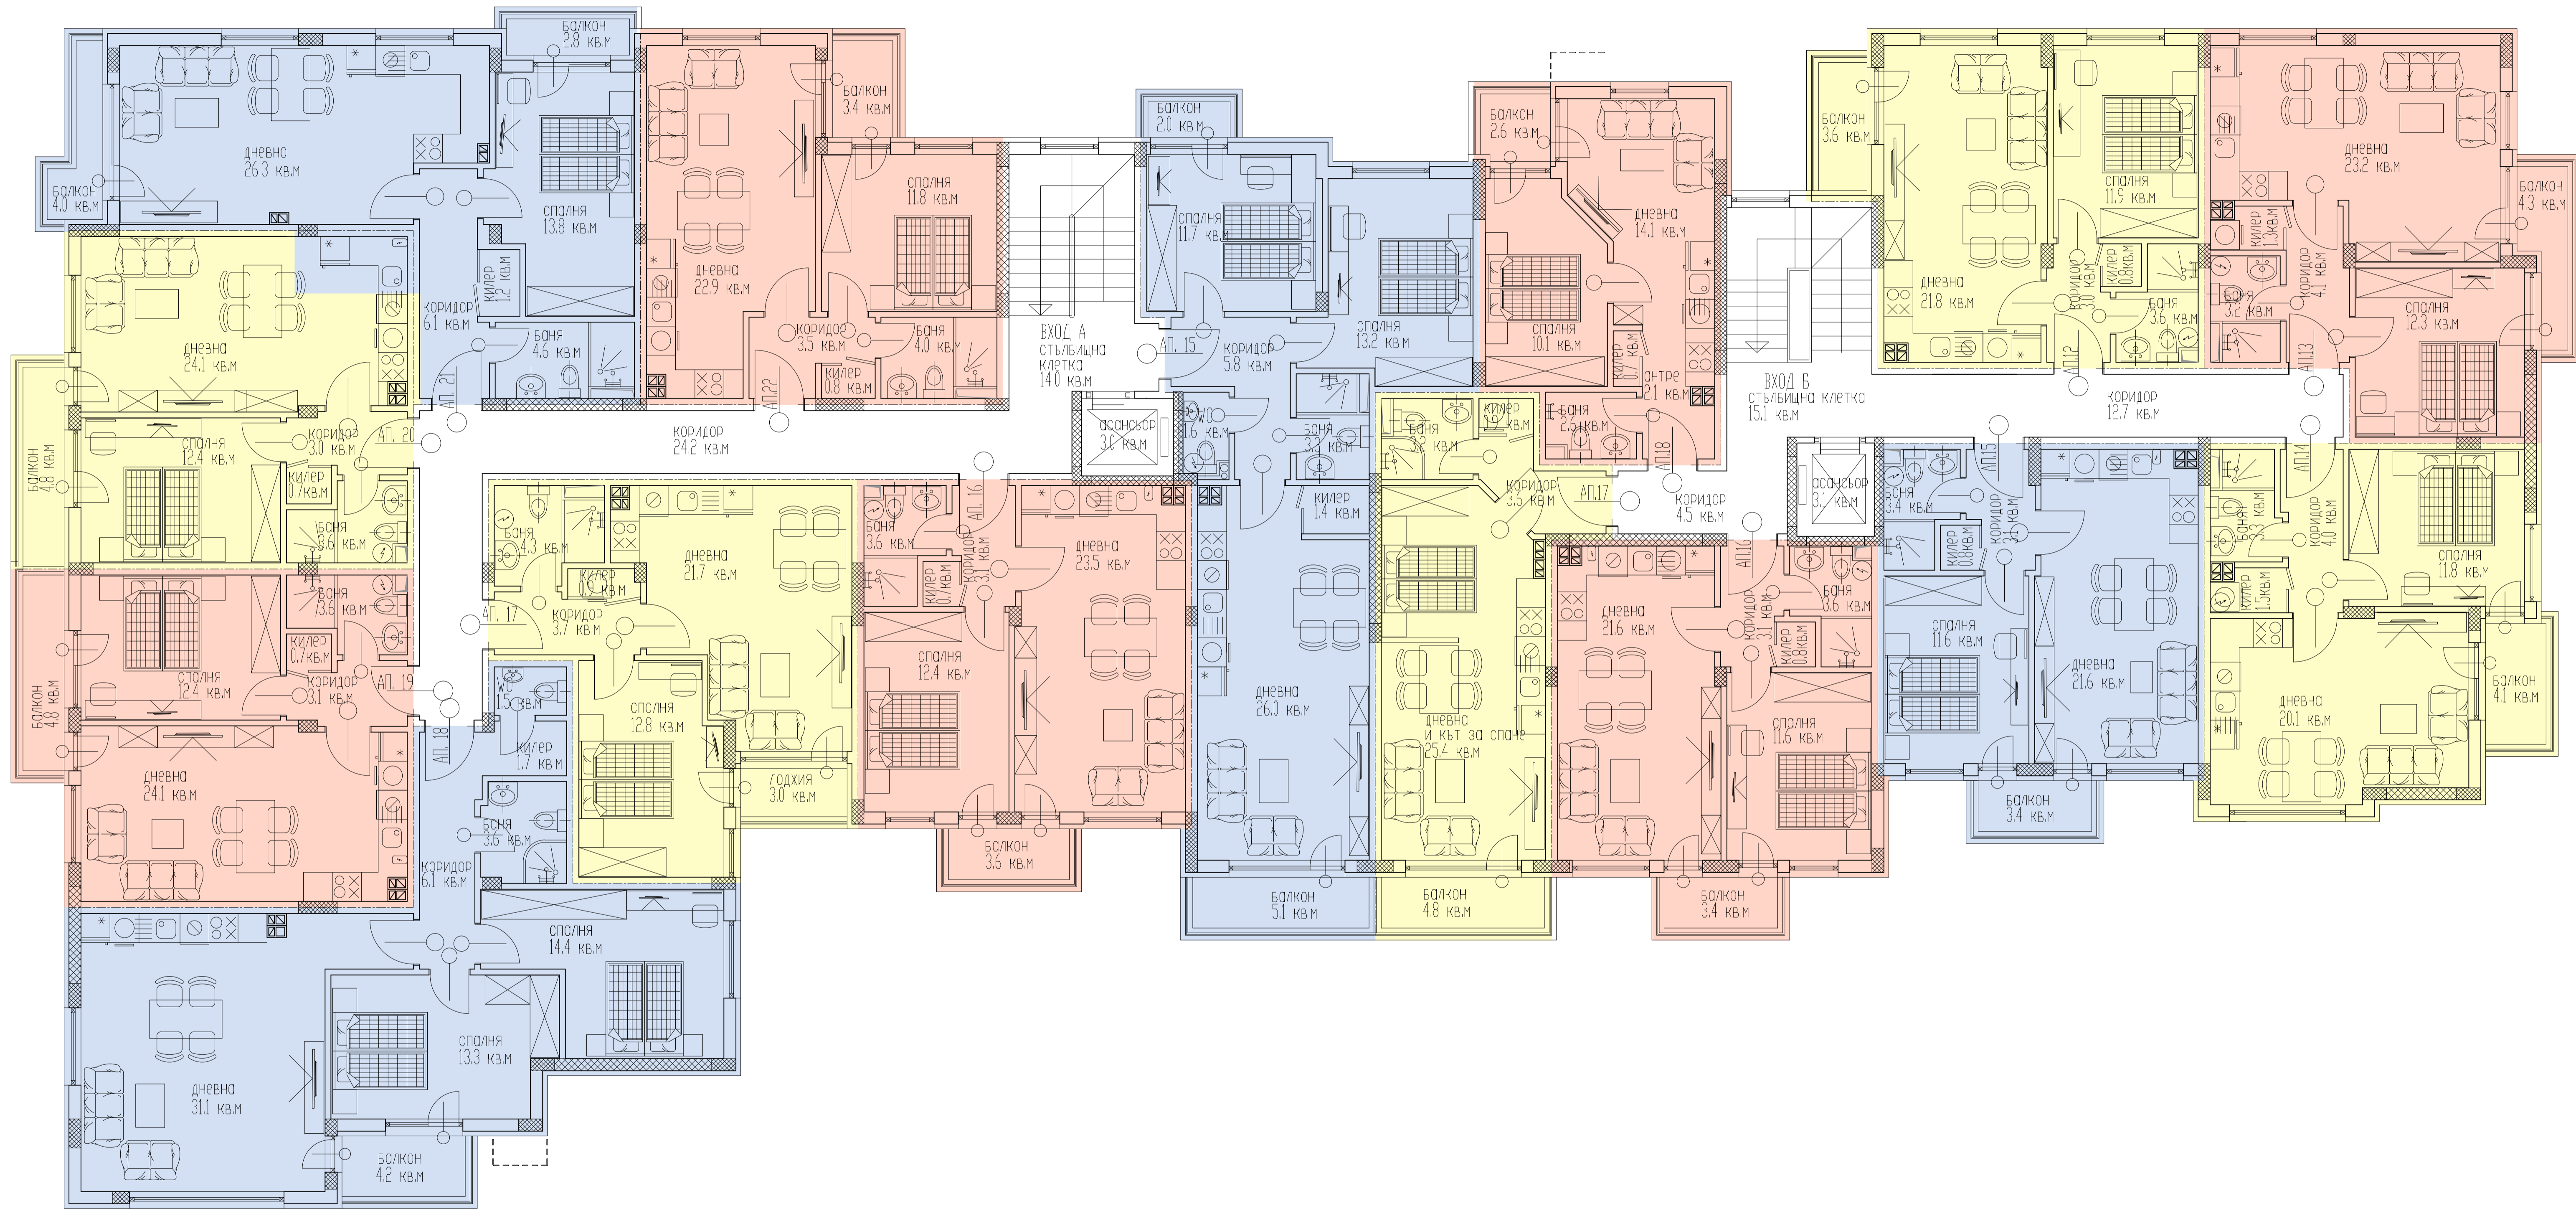 балкон
2.8 кв.м
дневна
26.3 кв.м
балкон
4.0 кв.м
спалня
13.8 кв.м
килер
1.2 кв.м
коридор
6.1 кв.м
баня
4.6 кв.м
АП. 21
балкон
3.4 кв.м
спалня
11.8 кв.м
дневна
22.9 кв.м
коридор
3.5 кв.м
баня
4.0 кв.м
килер
0.8 кв.м
АП.22
дневна
24.1 кв.м
балкон
4.8 кв.м
спалня
12.4 кв.м
коридор
3.0 кв.м
АП. 20
килер
0.7кв.м
баня
3.6 кв.м
баня
3.6 кв.м
килер
0.7кв.м
спалня
12.4 кв.м
коридор
3.1 кв.м
АП. 19
балкон
4.8 кв.м
дневна
24.1 кв.м
ВХОД А
стълбищна
клетка
14.0 кв.м
коридор
24.2 кв.м
асансьор
3.0 кв.м
балкон
2.0 кв.м
спалня
11.7 кв.м
спалня
13.2 кв.м
АП. 15
коридор
5.8 кв.м
WC
1.6 кв.м
баня
3.3 кв.м
килер
1.4 кв.м
дневна
26.0 кв.м
балкон
5.1 кв.м
баня
4.3 кв.м
килер
дневна
21.7 кв.м
коридор
3.7 кв.м
АП. 17
спалня
12.8 кв.м
лоджия
3.0 кв.м
баня
3.6 кв.м
АП. 16
коридор
3.1 кв.м
килер
0.7кв.м
дневна
23.5 кв.м
спалня
12.4 кв.м
балкон
3.6 кв.м
WC
1.5 кв.м
килер
1.7 кв.м
АП. 18
баня
3.6 кв.м
коридор
6.1 кв.м
спалня
14.4 кв.м
спалня
13.3 кв.м
дневна
31.1 кв.м
балкон
4.2 кв.м
балкон
2.6 кв.м
дневна
14.1 кв.м
спалня
10.1 кв.м
килер
0.7 кв.м
антре
2.1 кв.м
баня
2.6 кв.м
АП.18
баня
3.2 кв.м
килер
0.9 кв.м
коридор
3.6 кв.м
АП.17
дневна
и кът за спане
25.4 кв.м
балкон
4.8 кв.м
коридор
4.5 кв.м
ВХОД Б
стълбищна клетка
15.1 кв.м
асансьор
3.1 кв.м
коридор
12.7 кв.м
АП.16
дневна
21.6 кв.м
коридор
3.1 кв.м
баня
3.6 кв.м
килер
0.8кв.м
спалня
11.6 кв.м
балкон
3.4 кв.м
балкон
3.6 кв.м
спалня
11.9 кв.м
дневна
21.8 кв.м
коридор
3.0 кв.м
килер
0.8кв.м
баня
3.6 кв.м
АП.12
дневна
23.2 кв.м
балкон
4.3 кв.м
килер
1.3кв.м
коридор
4.1 кв.м
баня
3.2 кв.м
спалня
12.3 кв.м
АП.13
АП.15
баня
3.4 кв.м
коридор
килер
0.8кв.м
спалня
11.6 кв.м
дневна
21.6 кв.м
балкон
3.4 кв.м
АП.14
баня
3.3 кв.м
коридор
4.0 кв.м
килер
1.5кв.м
спалня
11.8 кв.м
дневна
20.1 кв.м
балкон
4.1 кв.м